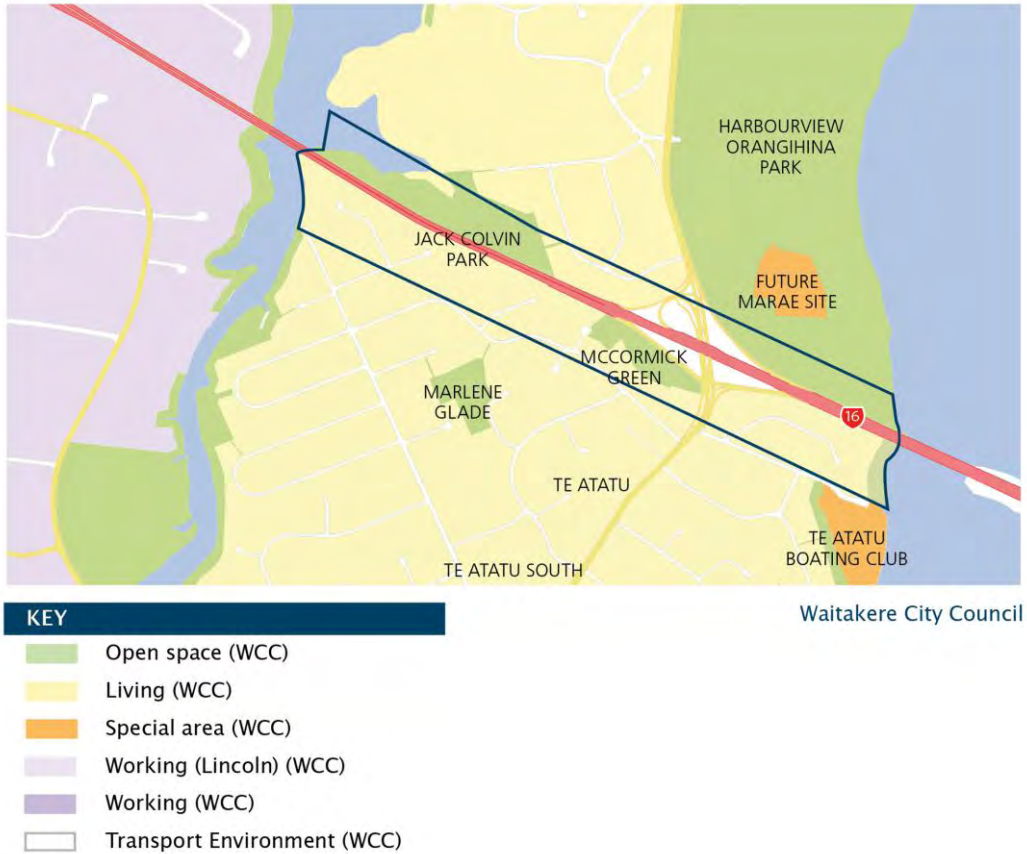 HARBOURVIEW
ORANGIHINA
PARK
JACK COLVIN
PARK
FUTURE
MARAE SITE
MCCORMICK
GREEN
MARLENE
GLADE
16
TE ATATU
TE ATATU
BOATING CLUB
TE ATATU SOUTH
KEY
Waitakere City Council
Open space (WCC)
Living (WCC)
Special area (WCC)
Working (Lincoln) (WCC)
Working (WCC)
Transport Environment (WCC)